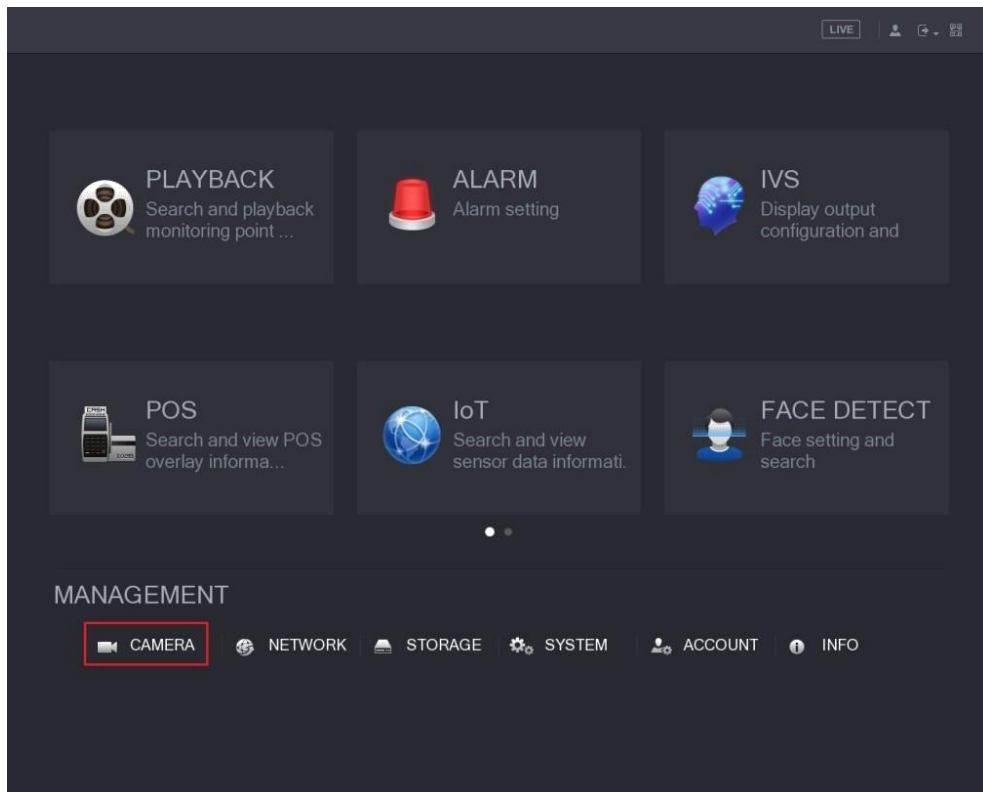 LIVE
PLAYBACK
Search and playback
monitoring point ...
ALARM
Alarm setting
IVS
Display output
configuration and
POS
Search and view POS
overlay informa...
IoT
Search and view
sensor data informati.
FACE DETECT
Face setting and
search
MANAGEMENT
CAMERA NETWORK STORAGE SYSTEM ACCOUNT INFO